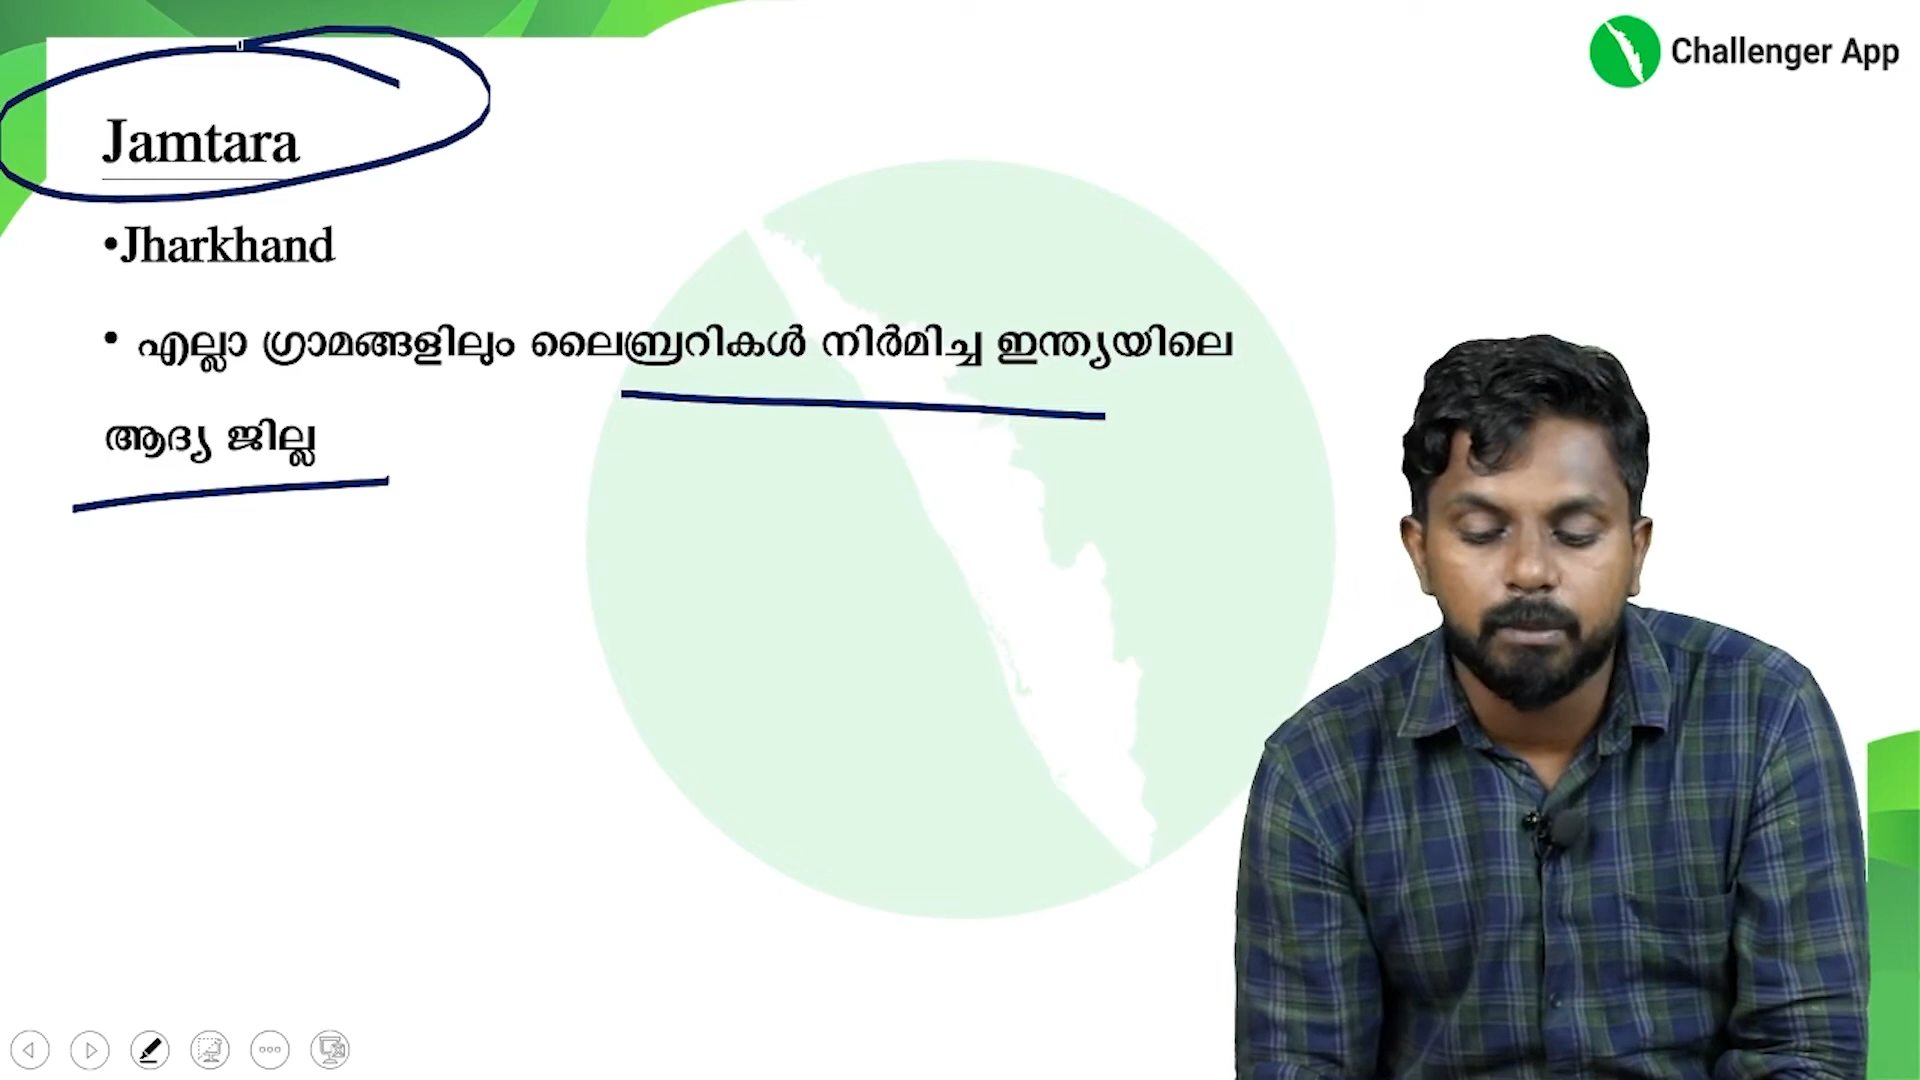 Challenger App
Jamtara
•Jharkhand
• എല്ലാ ഗ്രാമങ്ങളിലും ലൈബ്രറികൾ നിർമിച്ച ഇന്ത്യയിലെ
ആദ്യ ജില്ല